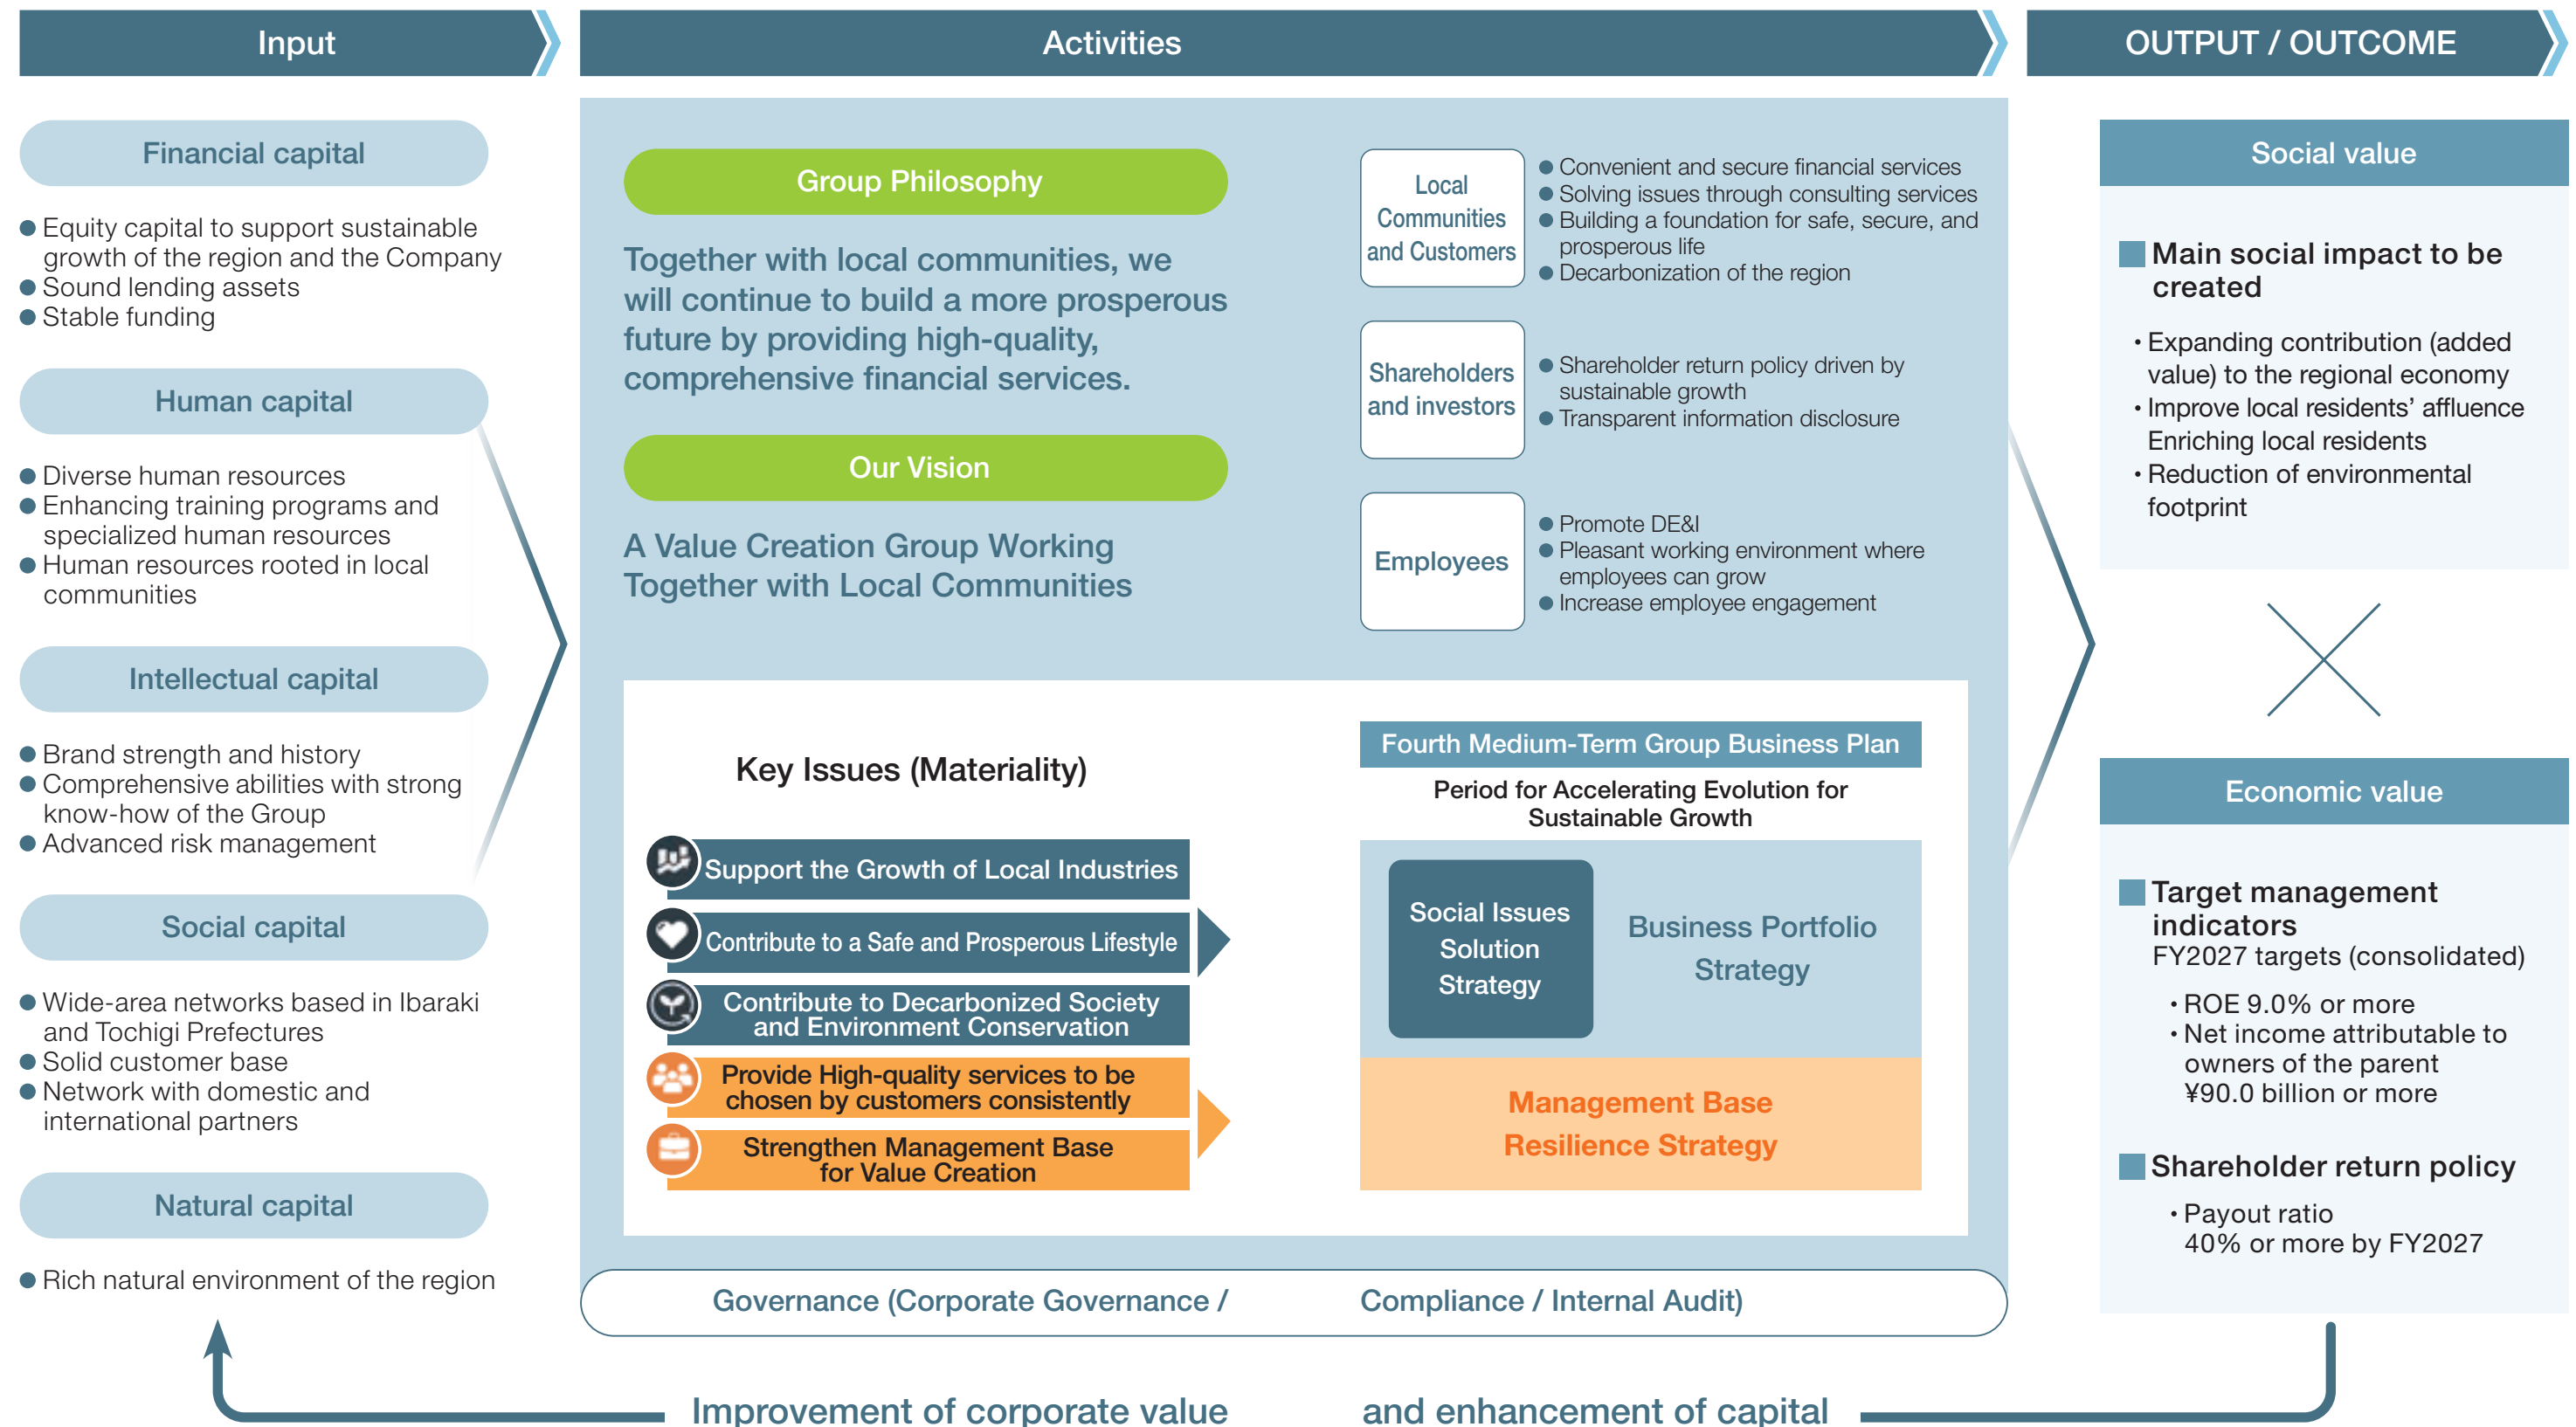 Input
Activities
OUTPUT / OUTCOME
Financial capital
● Equity capital to support sustainable
growth of the region and the Company
● Sound lending assets
● Stable funding
Human capital
● Diverse human resources
● Enhancing training programs and
specialized human resources
● Human resources rooted in local
communities
Intellectual capital
● Brand strength and history
● Comprehensive abilities with strong
know-how of the Group
● Advanced risk management
Social capital
● Wide-area networks based in Ibaraki
and Tochigi Prefectures
● Solid customer base
● Network with domestic and
international partners
Natural capital
● Rich natural environment of the region
Group Philosophy
Together with local communities, we
will continue to build a more prosperous
future by providing high-quality,
comprehensive financial services.
Our Vision
A Value Creation Group Working
Together with Local Communities
Local
Communities
and Customers
● Convenient and secure financial services
● Solving issues through consulting services
● Building a foundation for safe, secure, and
prosperous life
● Decarbonization of the region
Shareholders
and investors
● Shareholder return policy driven by
sustainable growth
● Transparent information disclosure
Employees
● Promote DE&I
● Pleasant working environment where
employees can grow
● Increase employee engagement
Key Issues (Materiality)
Support the Growth of Local Industries
Contribute to a Safe and Prosperous Lifestyle
Contribute to Decarbonized Society
and Environment Conservation
Provide High-quality services to be
chosen by customers consistently
Strengthen Management Base
for Value Creation
Fourth Medium-Term Group Business Plan
Period for Accelerating Evolution for
Sustainable Growth
Social Issues
Solution
Strategy
Business Portfolio
Strategy
Management Base
Resilience Strategy
Governance (Corporate Governance / Compliance / Internal Audit)
Social value
■ Main social impact to be
created
・Expanding contribution (added
value) to the regional economy
・Improve local residents’ affluence
Enriching local residents
・Reduction of environmental
footprint
Economic value
■ Target management
indicators
FY2027 targets (consolidated)
・ROE 9.0% or more
・Net income attributable to
owners of the parent
¥90.0 billion or more
■ Shareholder return policy
・Payout ratio
40% or more by FY2027
Improvement of corporate value and enhancement of capital